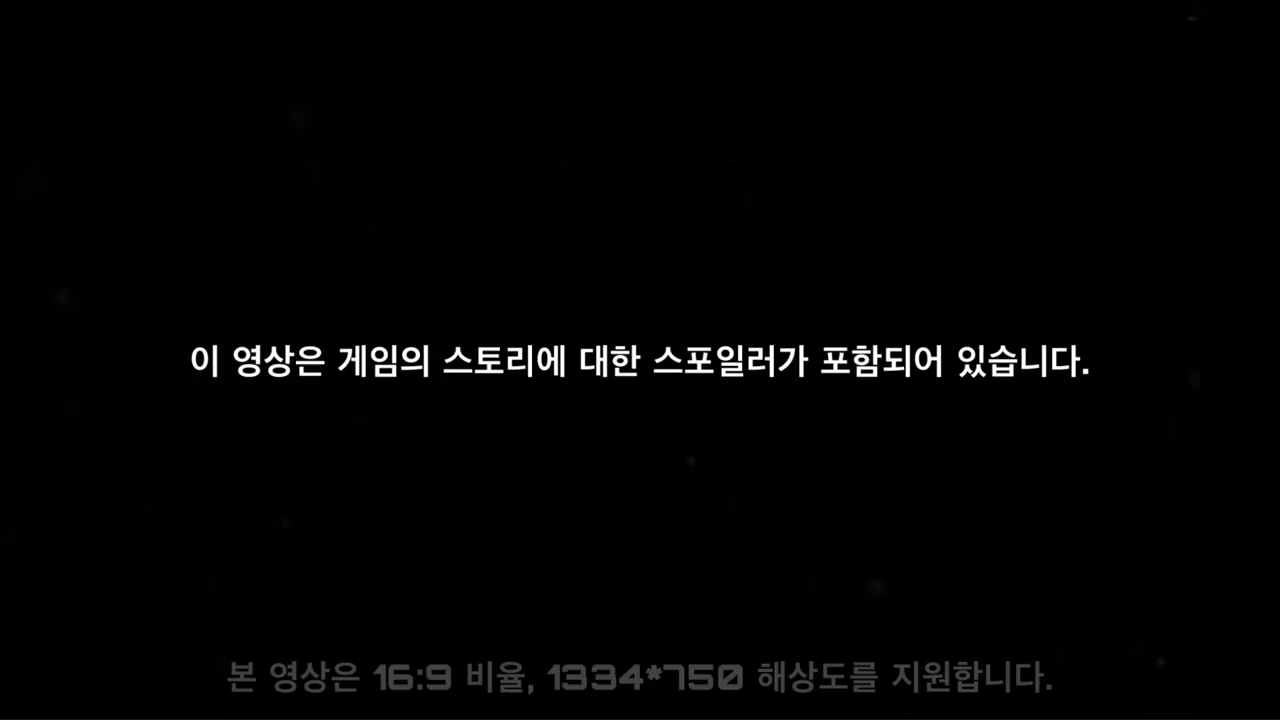 이 영상은 게임의 스토리에 대한 스포일러가 포함되어 있습니다.
본 영상은 16:9 비율, 1334*750 해상도를 지원합니다.